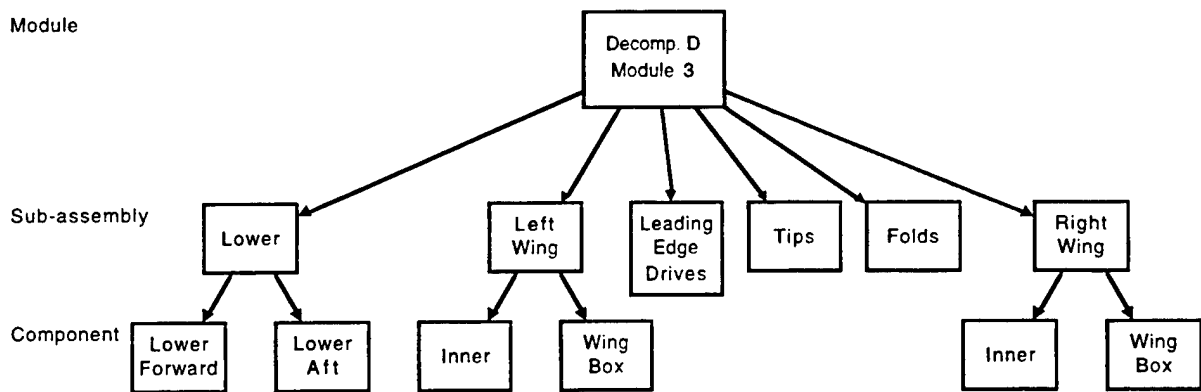 Module
Decomp. D
Module 3
Sub-assembly
Lower
Left
Wing
Leading
Edge
Drives
Tips
Folds
Right
Wing
Component
Lower
Forward
Lower
Aft
Inner
Wing
Box
Inner
Wing
Box